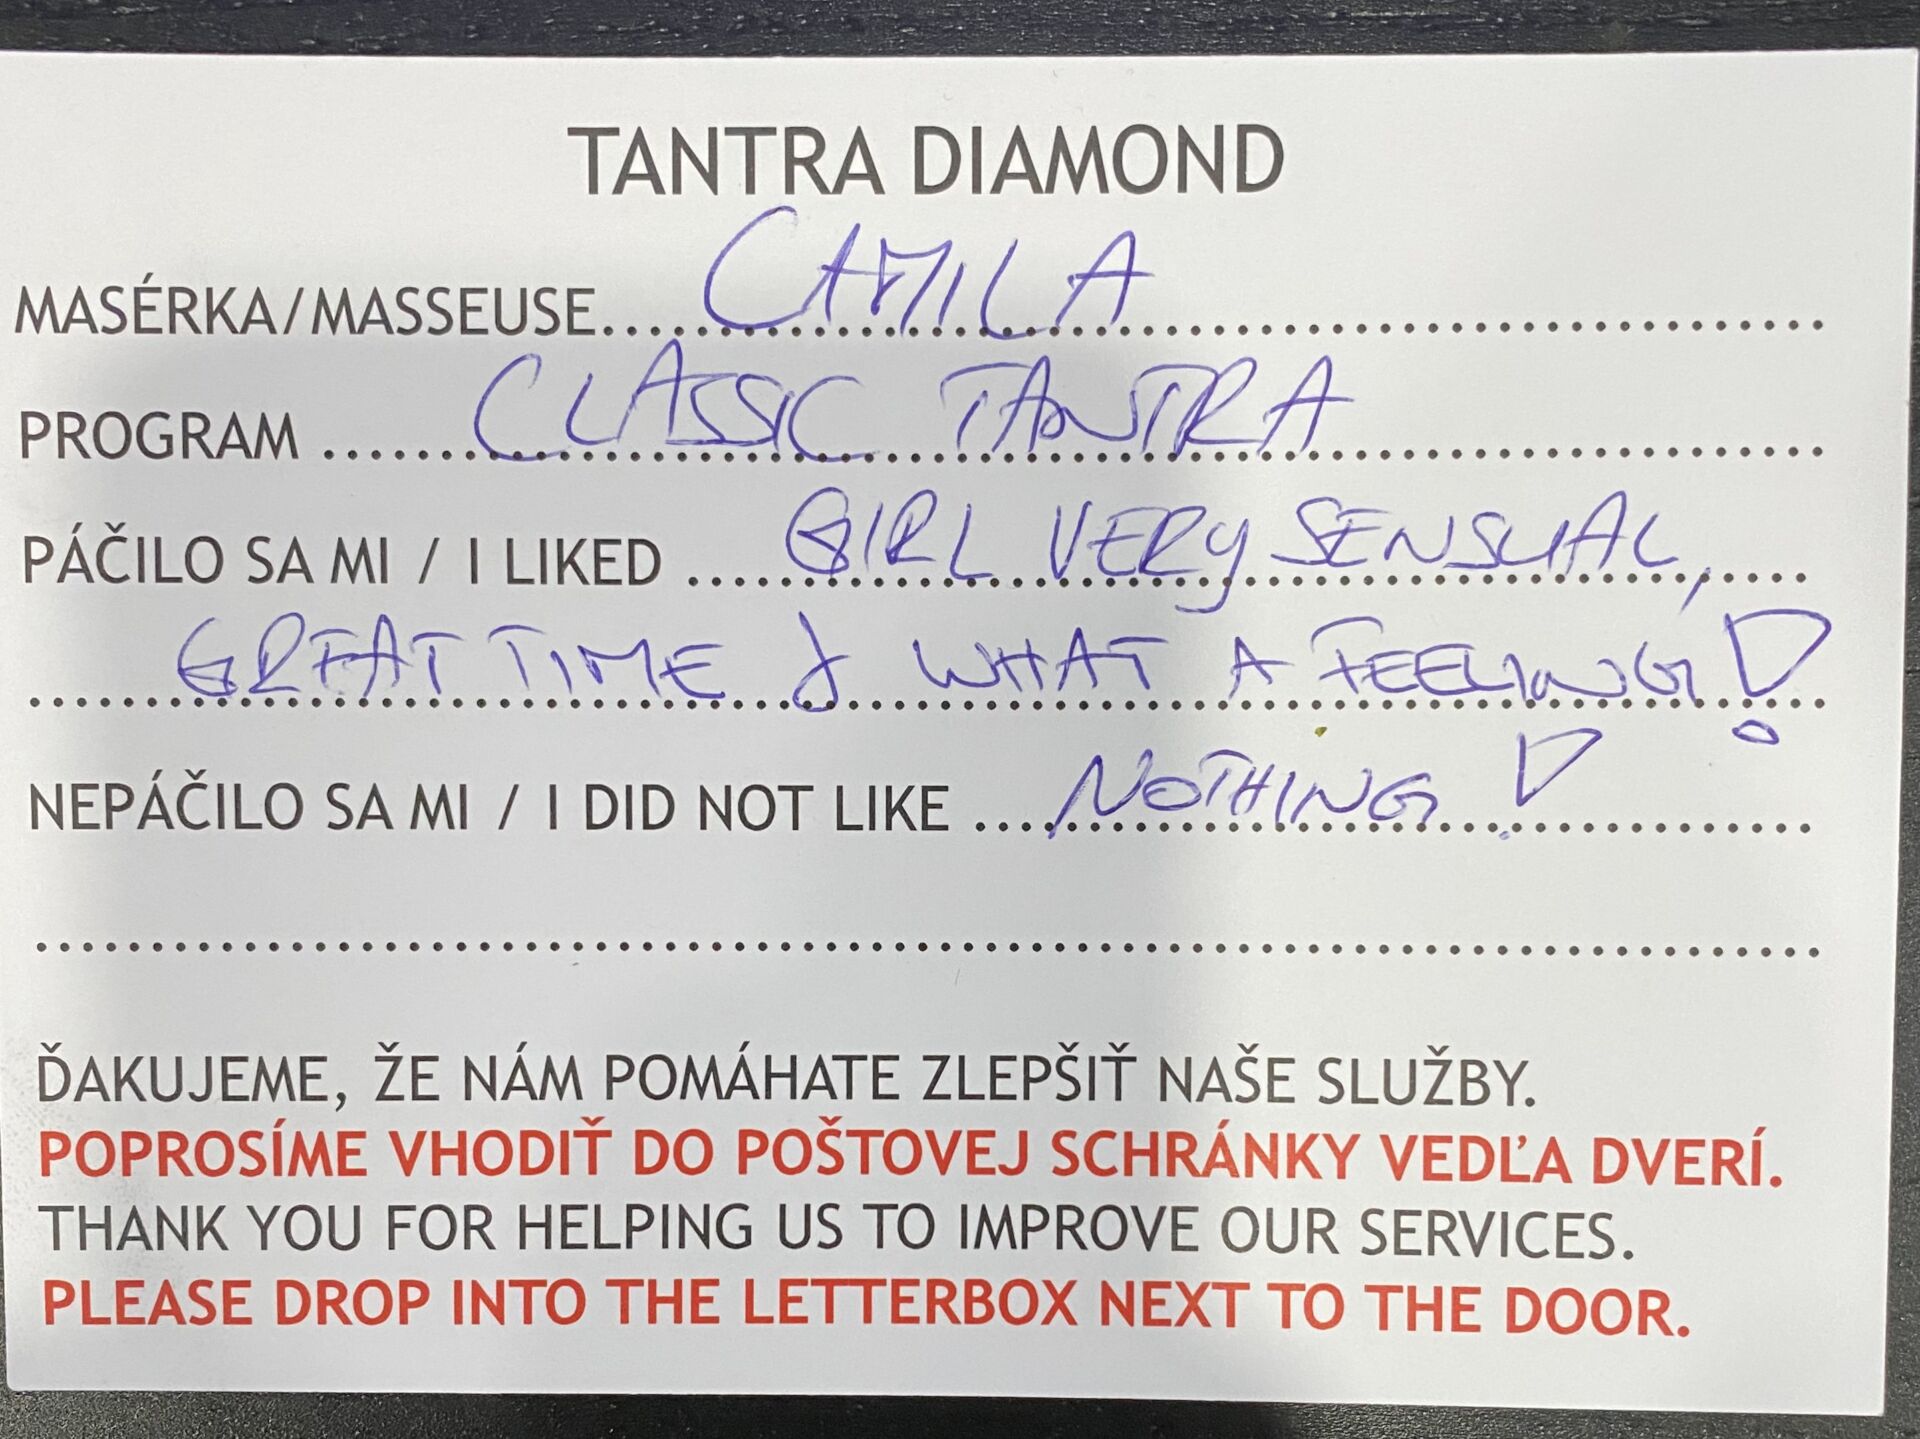 TANTRA DIAMOND
MASÉRKA/MASSEUSE.... CAMILA
PROGRAM ...... CLASSIC TANTRA
PÁČILO SA MI / I LIKED .... GIRL VERY SENSUAL,
GREAT TIME & WHAT A FEELING!
NEPÁČILO SA MI / I DID NOT LIKE .... NOTHING!
ĎAKUJEME, ŽE NÁM POMÁHATE ZLEPŠIŤ NAŠE SLUŽBY.
POPROSÍME VHODIŤ DO POŠTOVEJ SCHRÁNKY VEDĽA DVERÍ.
THANK YOU FOR HELPING US TO IMPROVE OUR SERVICES.
PLEASE DROP INTO THE LETTERBOX NEXT TO THE DOOR.